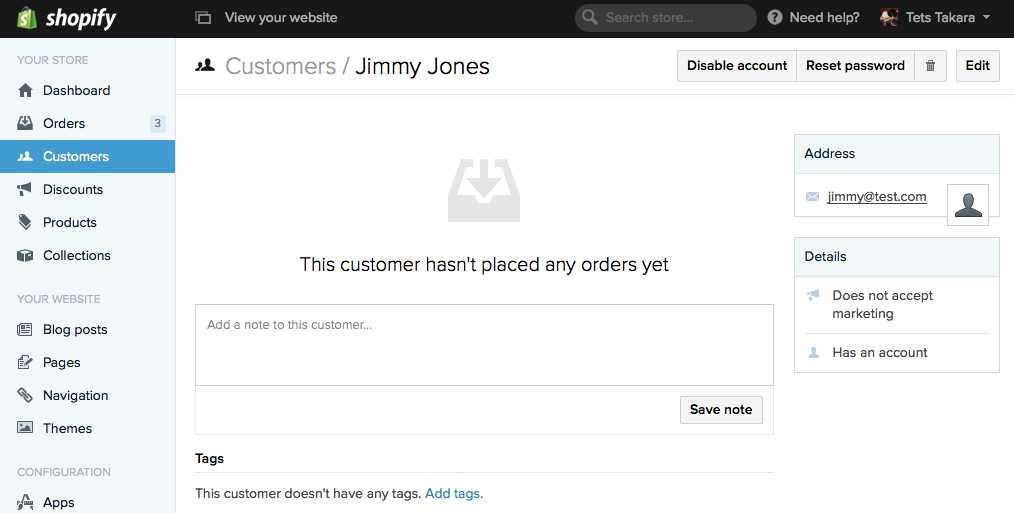 shopify
View your website
Search store...
Need help?
Tets Takara
YOUR STORE
Dashboard
Orders 3
Customers
Discounts
Products
Collections
YOUR WEBSITE
Blog posts
Pages
Navigation
Themes
CONFIGURATION
Apps
Customers / Jimmy Jones
Disable account
Reset password
Edit
This customer hasn't placed any orders yet
Add a note to this customer...
Save note
Tags
This customer doesn't have any tags. Add tags.
Address
jimmy@test.com
Details
Does not accept
marketing
Has an account